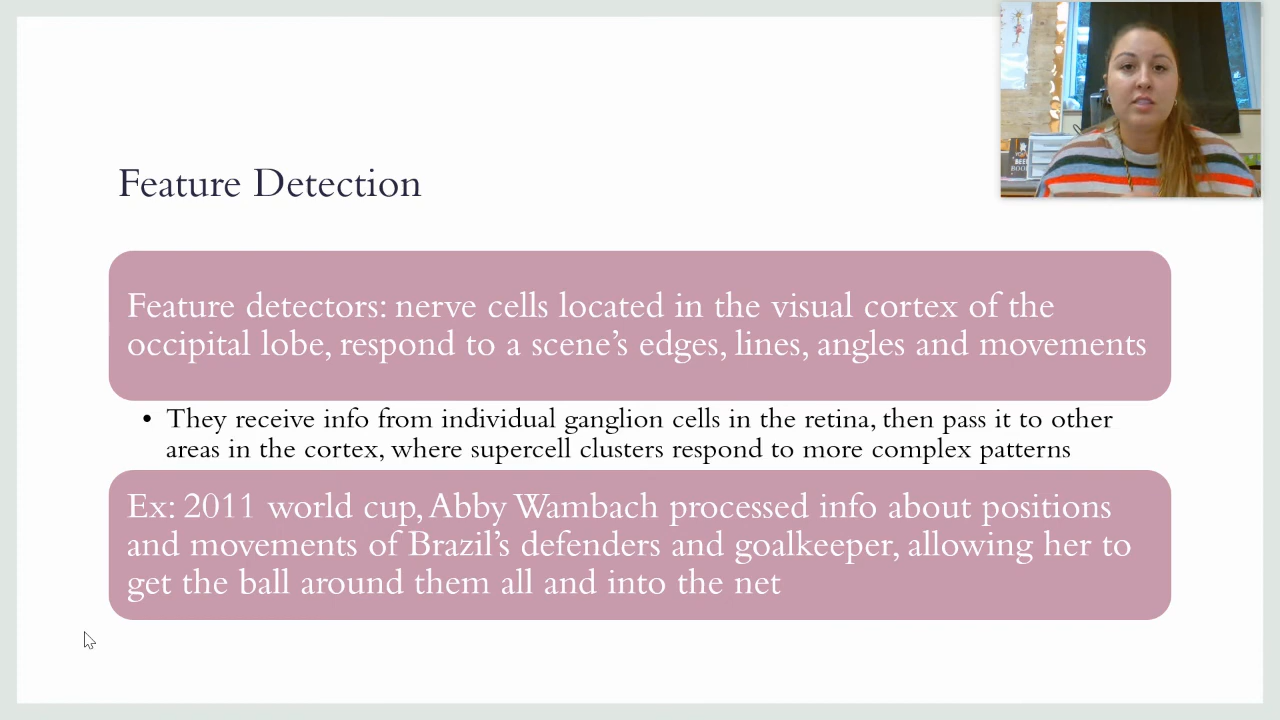 Feature Detection
Feature detectors: nerve cells located in the visual cortex of the
occipital lobe, respond to a scene’s edges, lines, angles and movements
• They receive info from individual ganglion cells in the retina, then pass it to other
areas in the cortex, where supercell clusters respond to more complex patterns
Ex: 2011 world cup, Abby Wambach processed info about positions
and movements of Brazil’s defenders and goalkeeper, allowing her to
get the ball around them all and into the net